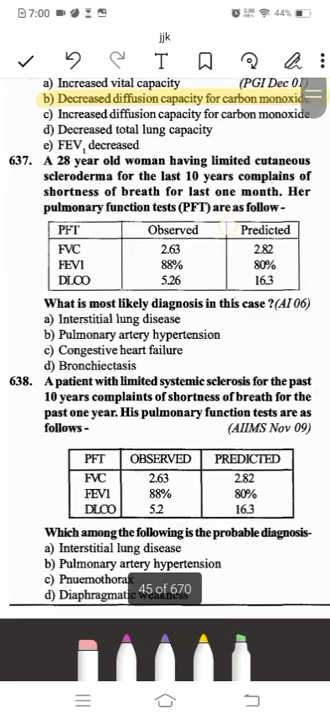 7:00
44%
jjk
T
a) Increased vital capacity (PGI Dec 01)
b) Decreased diffusion capacity for carbon monoxide
c) Increased diffusion capacity for carbon monoxide
d) Decreased total lung capacity
e) FEV1 decreased
637. A 28 year old woman having limited cutaneous
scleroderma for the last 10 years complains of
shortness of breath for last one month. Her
pulmonary function tests (PFT) are as follow -
PFT Observed Predicted
FVC 2.63 2.82
FEV1 88% 80%
DLCO 5.26 16.3
What is most likely diagnosis in this case ? (AI 06)
a) Interstitial lung disease
b) Pulmonary artery hypertension
c) Congestive heart failure
d) Bronchiectasis
638. A patient with limited systemic sclerosis for the past
10 years complaints of shortness of breath for the
past one year. His pulmonary function tests are as
follows - (AIIMS Nov 09)
PFT OBSERVED PREDICTED
FVC 2.63 2.82
FEV1 88% 80%
DLCO 5.2 16.3
Which among the following is the probable diagnosis-
a) Interstitial lung disease
b) Pulmonary artery hypertension
c) Pnuemothorax
d) Diaphragmatic weakness
45 of 670